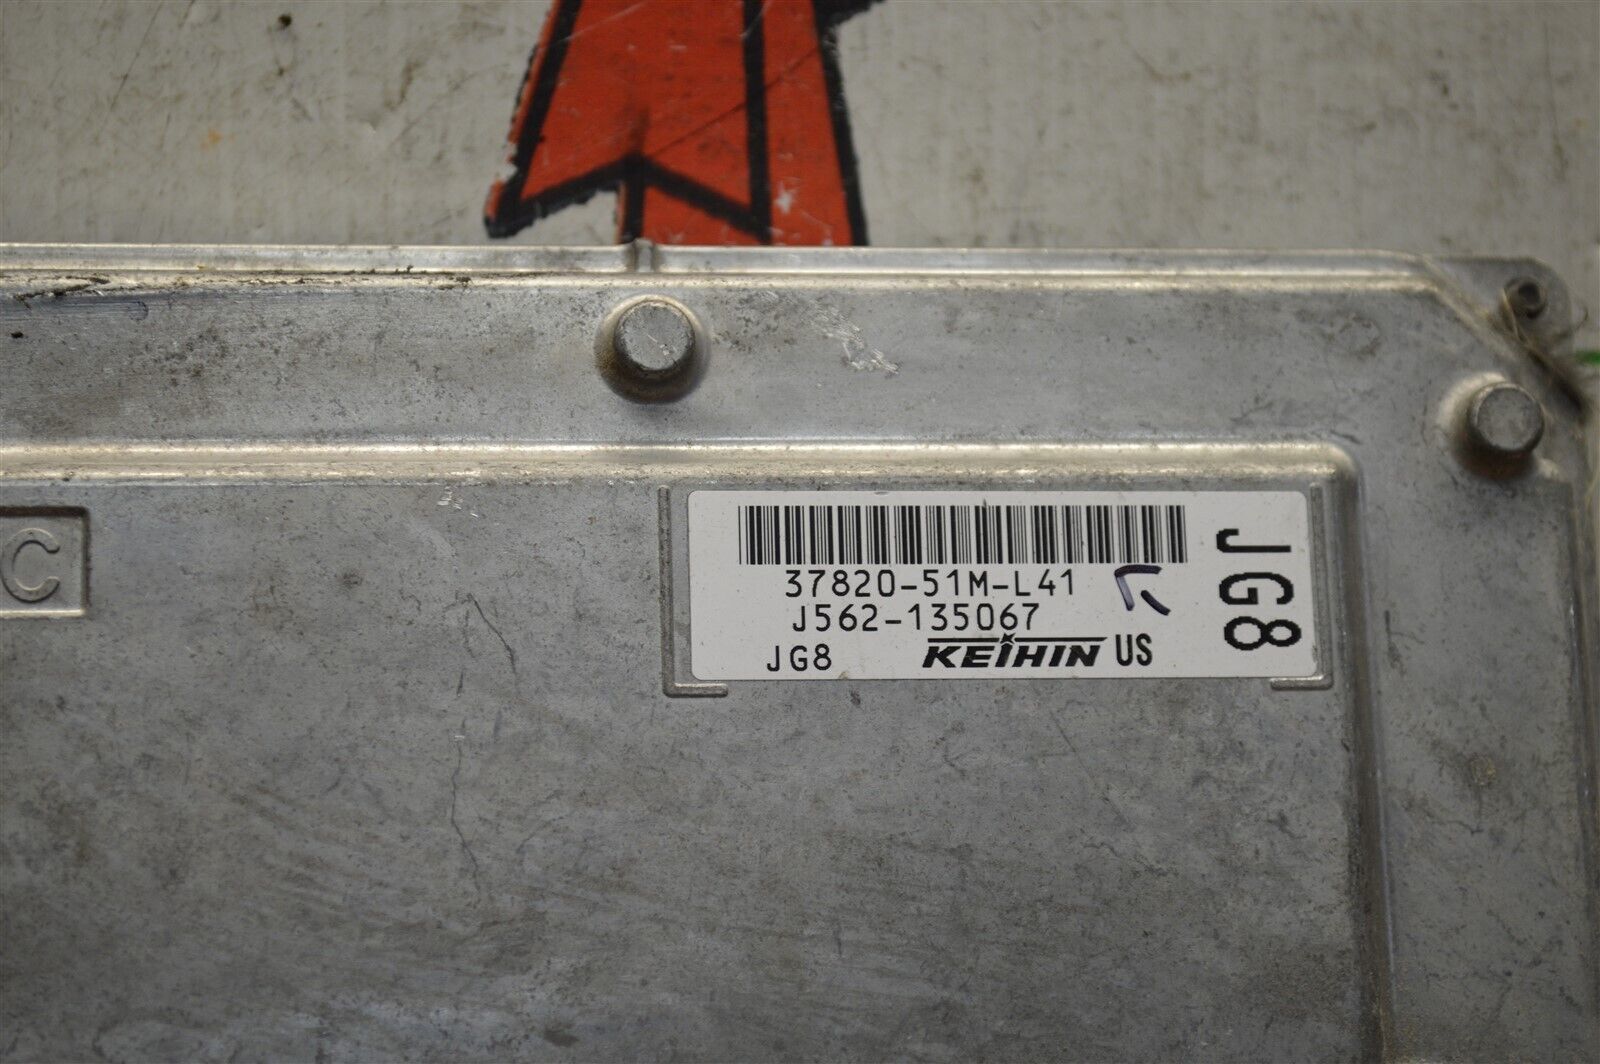 37820-51M-L41
J562-135067
JG8 KEIHIN US
JG8
C